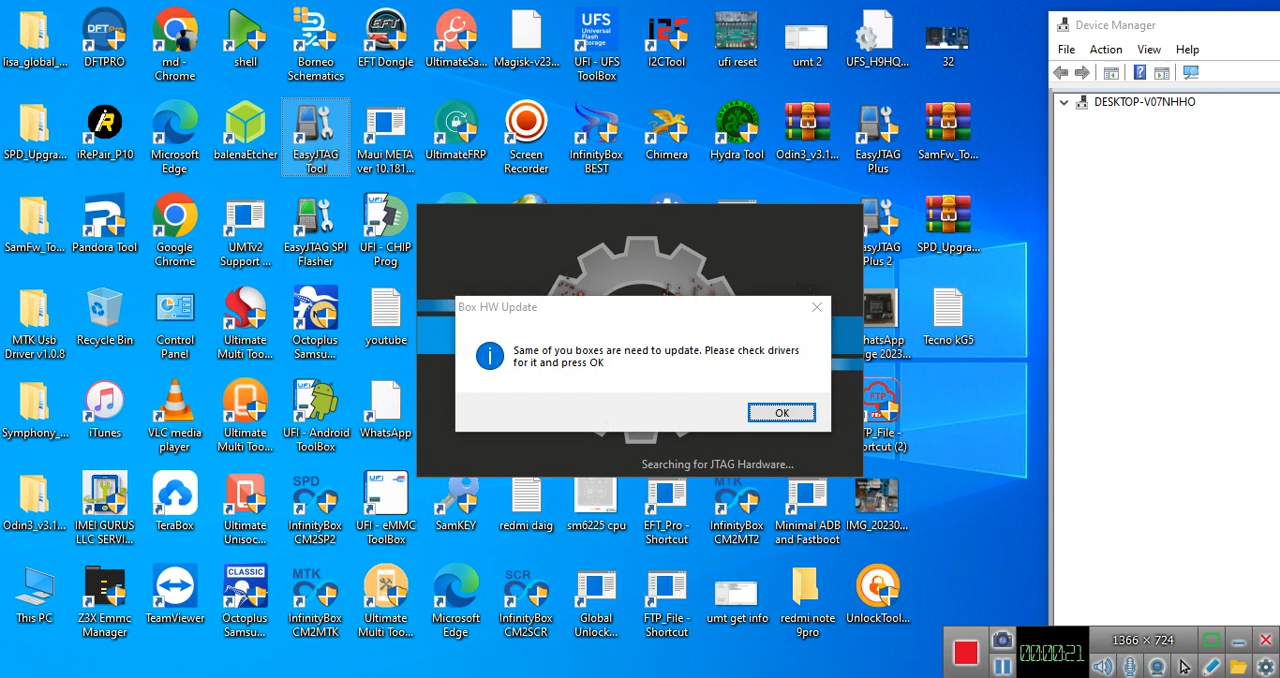 lisa_global_...
DFTPRO
md -
Chrome
shell
Borneo
Schematics
EFT Dongle
UltimateSa...
Magisk-v23...
UFI - UFS
ToolBox
I2CTool
ufi reset
umt 2
UFS_H9HQ...
32
SPD_Upgra...
iRepair_P10
Microsoft
Edge
balenaEtcher
EasyJTAG
Tool
Maui META
ver 10.181...
UltimateFRP
Screen
Recorder
InfinityBox
BEST
Chimera
Hydra Tool
Odin3_v3.1...
EasyJTAG
Plus
SamFw_To...
SamFw_To...
Pandora Tool
Google
Chrome
UMTv2
Support ...
EasyJTAG SPI
Flasher
UFI - CHIP
Prog
asyJTAG
Plus 2
SPD_Upgra...
MTK Usb
Driver v1.0.8
Recycle Bin
Control
Panel
Ultimate
Multi Too...
Octoplus
Samsu...
youtube
hatsApp
ge 2023...
Tecno kG5
Symphony_...
iTunes
VLC media
player
Ultimate
Multi Too...
UFI - Android
ToolBox
WhatsApp
TP_File -
ortcut (2)
Odin3_v3.1...
IMEI GURUS
LLC SERVI...
TeraBox
Ultimate
Unisoc...
SPD
InfinityBox
CM2SP2
UFI - eMMC
ToolBox
SamKEY
redmi daig
sm6225 cpu
EFT_Pro -
Shortcut
MTK
InfinityBox
CM2MT2
Minimal ADB
and Fastboot
IMG_20230...
This PC
Z3X Emmc
Manager
TeamViewer
CLASSIC
Octoplus
Samsu...
MTK
InfinityBox
CM2MTK
Ultimate
Multi Too...
Microsoft
Edge
SCR
InfinityBox
CM2SCR
Global
Unlock...
FTP_File -
Shortcut
umt get info
redmi note
9pro
UnlockTool...
Box HW Update
Same of you boxes are need to update. Please check drivers
for it and press OK
OK
Searching for JTAG Hardware...
Device Manager
File Action View Help
DESKTOP-V07NHHO
00:00:21
1366 × 724